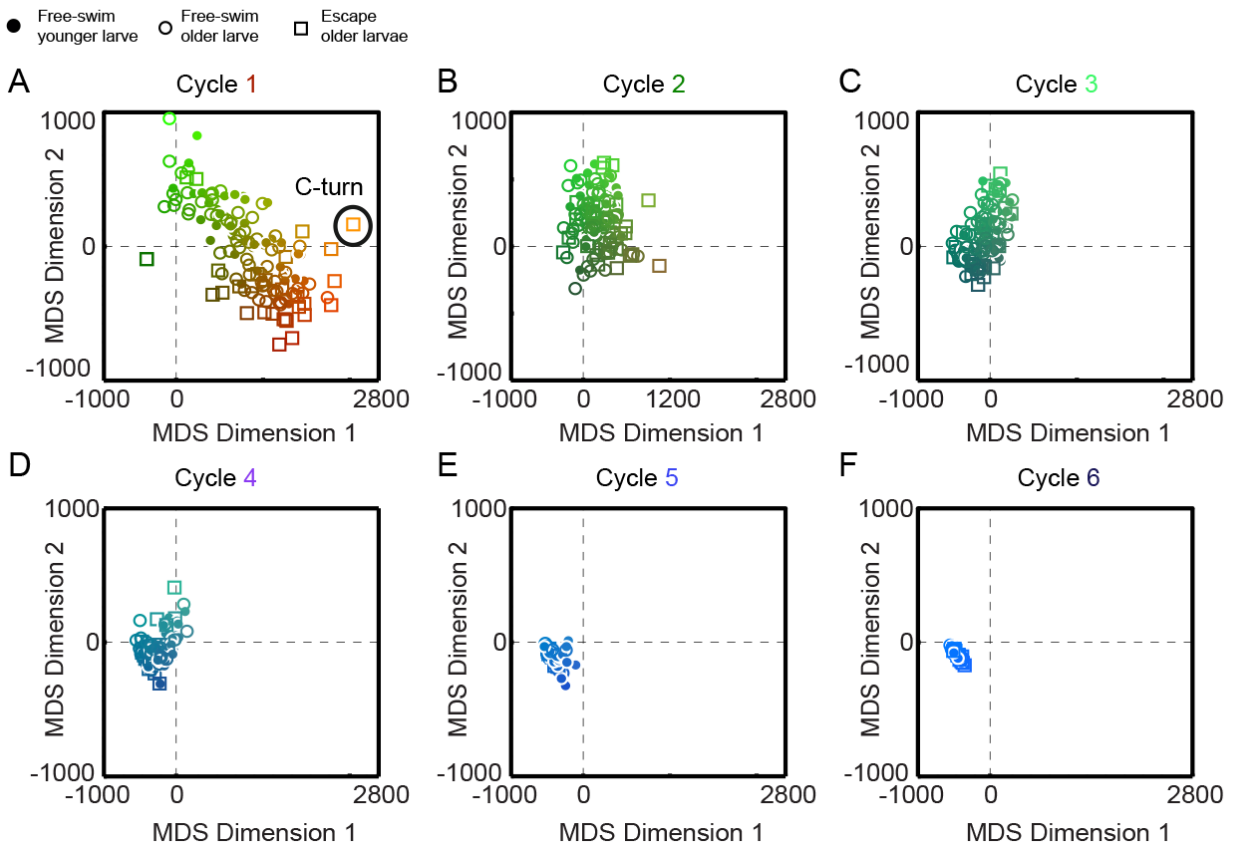 Free-swim
younger larve
Free-swim
older larve
Escape
older larvae
A
Cycle 1
1000
0
-1000
MDS Dimension 2
C-turn
-1000
0
2800
MDS Dimension 1
B
Cycle 2
1000
0
-1000
MDS Dimension 2
-1000
0
1200
2800
MDS Dimension 1
C
Cycle 3
1000
0
-1000
MDS Dimension 2
-1000
0
2800
MDS Dimension 1
D
Cycle 4
1000
0
-1000
MDS Dimension 2
-1000
0
2800
MDS Dimension 1
E
Cycle 5
1000
0
-1000
MDS Dimension 2
-1000
0
2800
MDS Dimension 1
F
Cycle 6
1000
0
-1000
MDS Dimension 2
-1000
0
2800
MDS Dimension 1